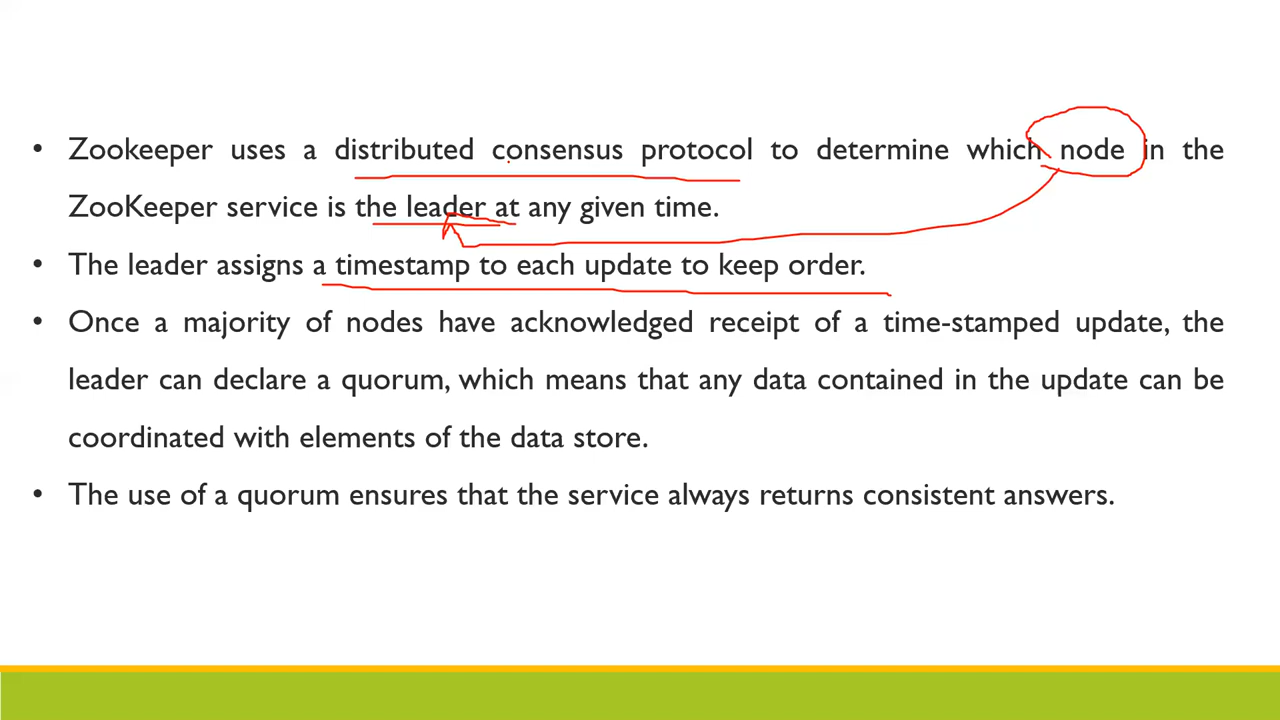 • Zookeeper uses a distributed consensus protocol to determine which node in the
ZooKeeper service is the leader at any given time.
• The leader assigns a timestamp to each update to keep order.
• Once a majority of nodes have acknowledged receipt of a time-stamped update, the
leader can declare a quorum, which means that any data contained in the update can be
coordinated with elements of the data store.
• The use of a quorum ensures that the service always returns consistent answers.